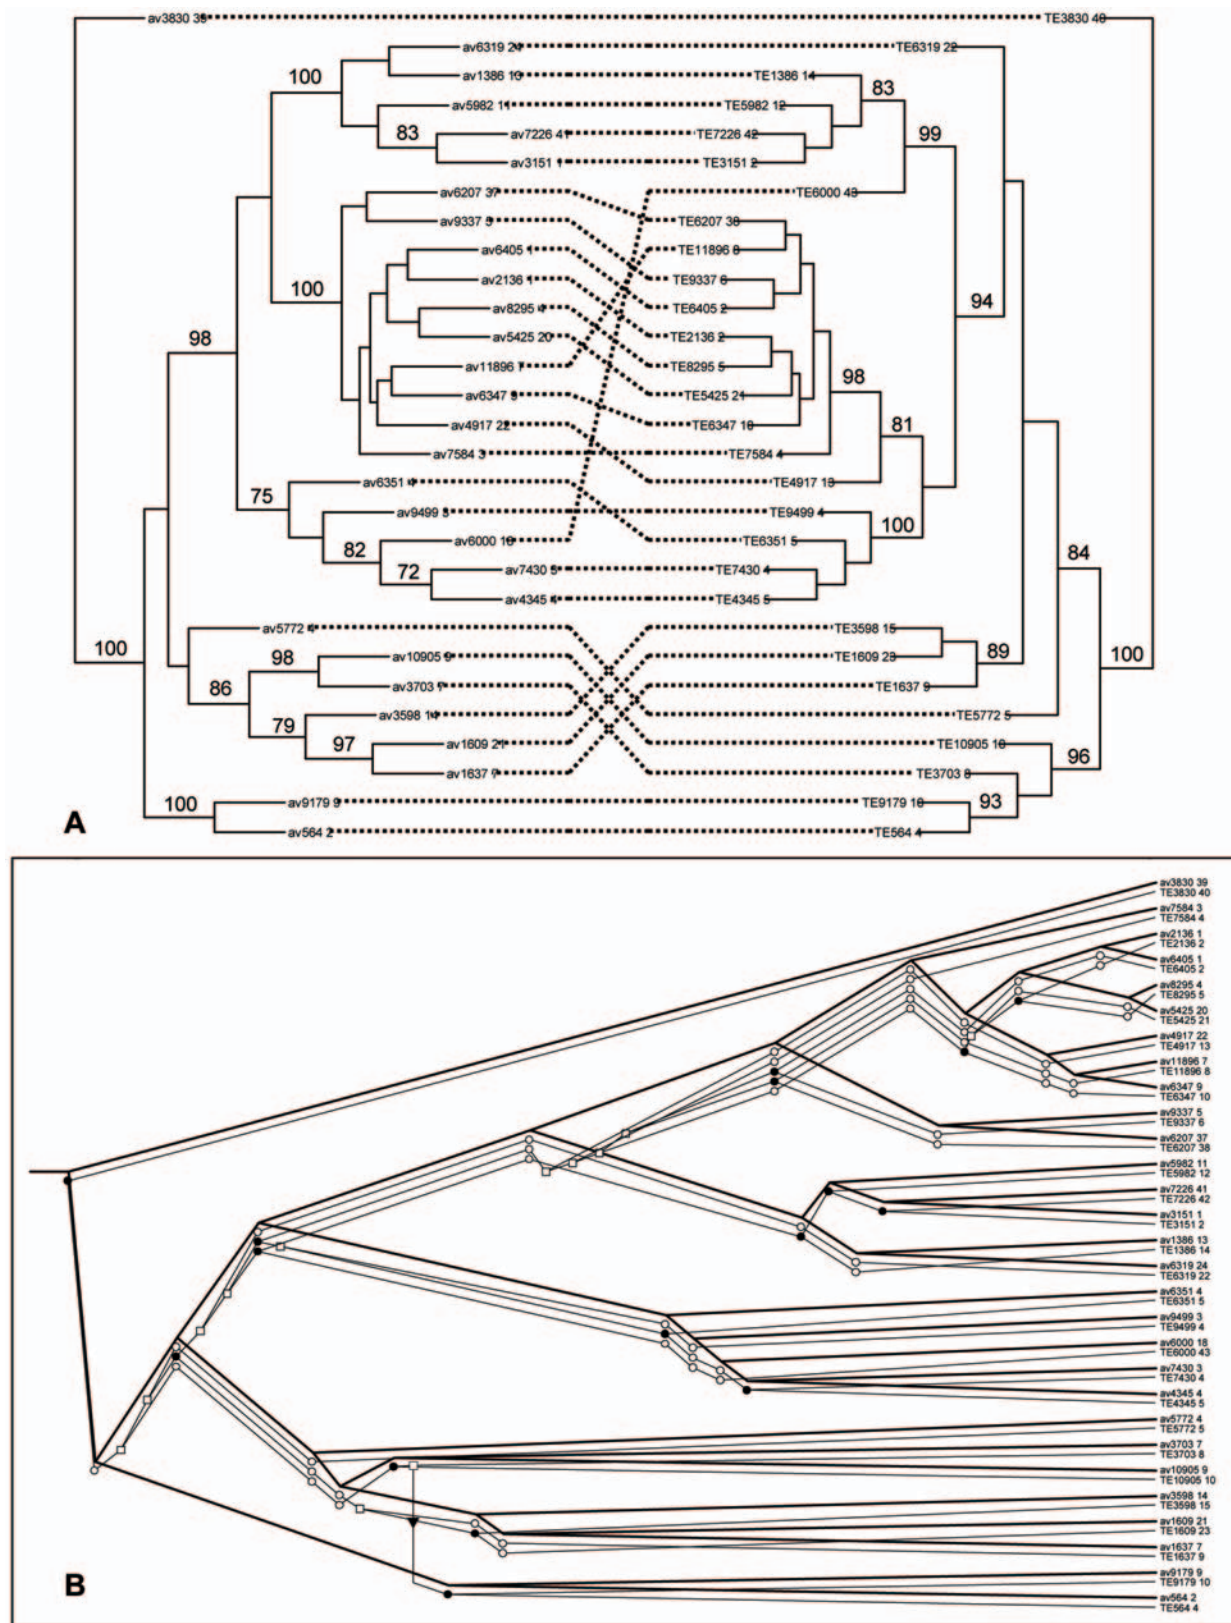 av3830 39 TE3830 40
av6319 24 TE6319 22
av1386 13 TE1386 14
100 83
av5982 11 TE5982 12
83 av7226 41 TE7226 42 99
av3151 1 TE3151 2
av6207 37 TE6000 43
av9337 5 TE6207 38
av6405 1 TE11896 8
av2136 1 TE9337 6
100 94
av8295 4 TE6405 2
av5425 20 TE2136 2
98
av11896 7 TE8295 5
98
av6347 9 TE5425 21
av4917 22 TE6347 10
81
av7584 3 TE7584 4
av6351 4 TE4917 13
75
av9499 3 TE9499 4
100
av6000 18 TE6351 5
82 84
av7430 3 TE7430 4
72
av4345 4 TE4345 5
av5772 4 TE3598 15
100 98 89 100
av10905 9 TE1609 23
av3703 7 TE1637 9
86
av3598 14 TE5772 5
79
av1609 21 TE10905 10
97 96
av1637 7 TE3703 8
av9179 9 TE9179 10
100 93
A
av564 2 TE564 4
av3830 39
TE3830 40
av7584 3
TE7584 4
av2136 1
TE2136 2
av6405 1
TE6405 2
av8295 4
TE8295 5
av5425 20
TE5425 21
av4917 22
TE4917 13
av11896 7
TE11896 8
av6347 9
TE6347 10
av9337 5
TE9337 6
av6207 37
TE6207 38
av5982 11
TE5982 12
av7226 41
TE7226 42
av3151 1
TE3151 2
av1386 13
TE1386 14
av6319 24
TE6319 22
av6351 4
TE6351 5
av9499 3
TE9499 4
av6000 18
TE6000 43
av7430 3
TE7430 4
av4345 4
TE4345 5
av5772 4
TE5772 5
av3703 7
TE3703 8
av10905 9
TE10905 10
av3598 14
TE3598 15
av1609 21
TE1609 23
av1637 7
TE1637 9
av9179 9
TE9179 10
B
av564 2
TE564 4